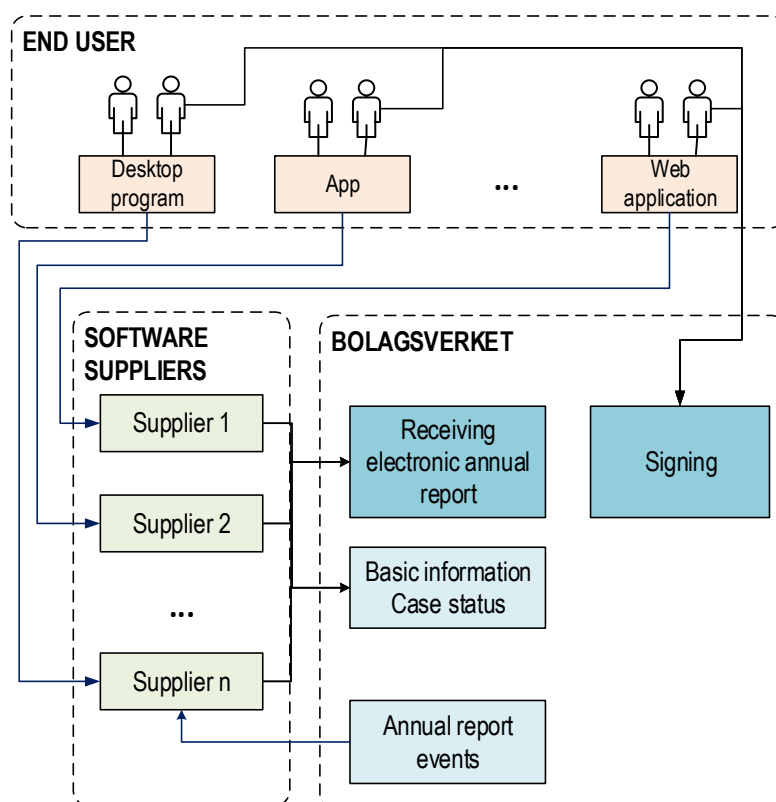 END USER
Desktop
program
App
...
Web
application
SOFTWARE
SUPPLIERS
Supplier 1
Supplier 2
...
Supplier n
BOLAGSVERKET
Receiving
electronic annual
report
Signing
Basic information
Case status
Annual report
events